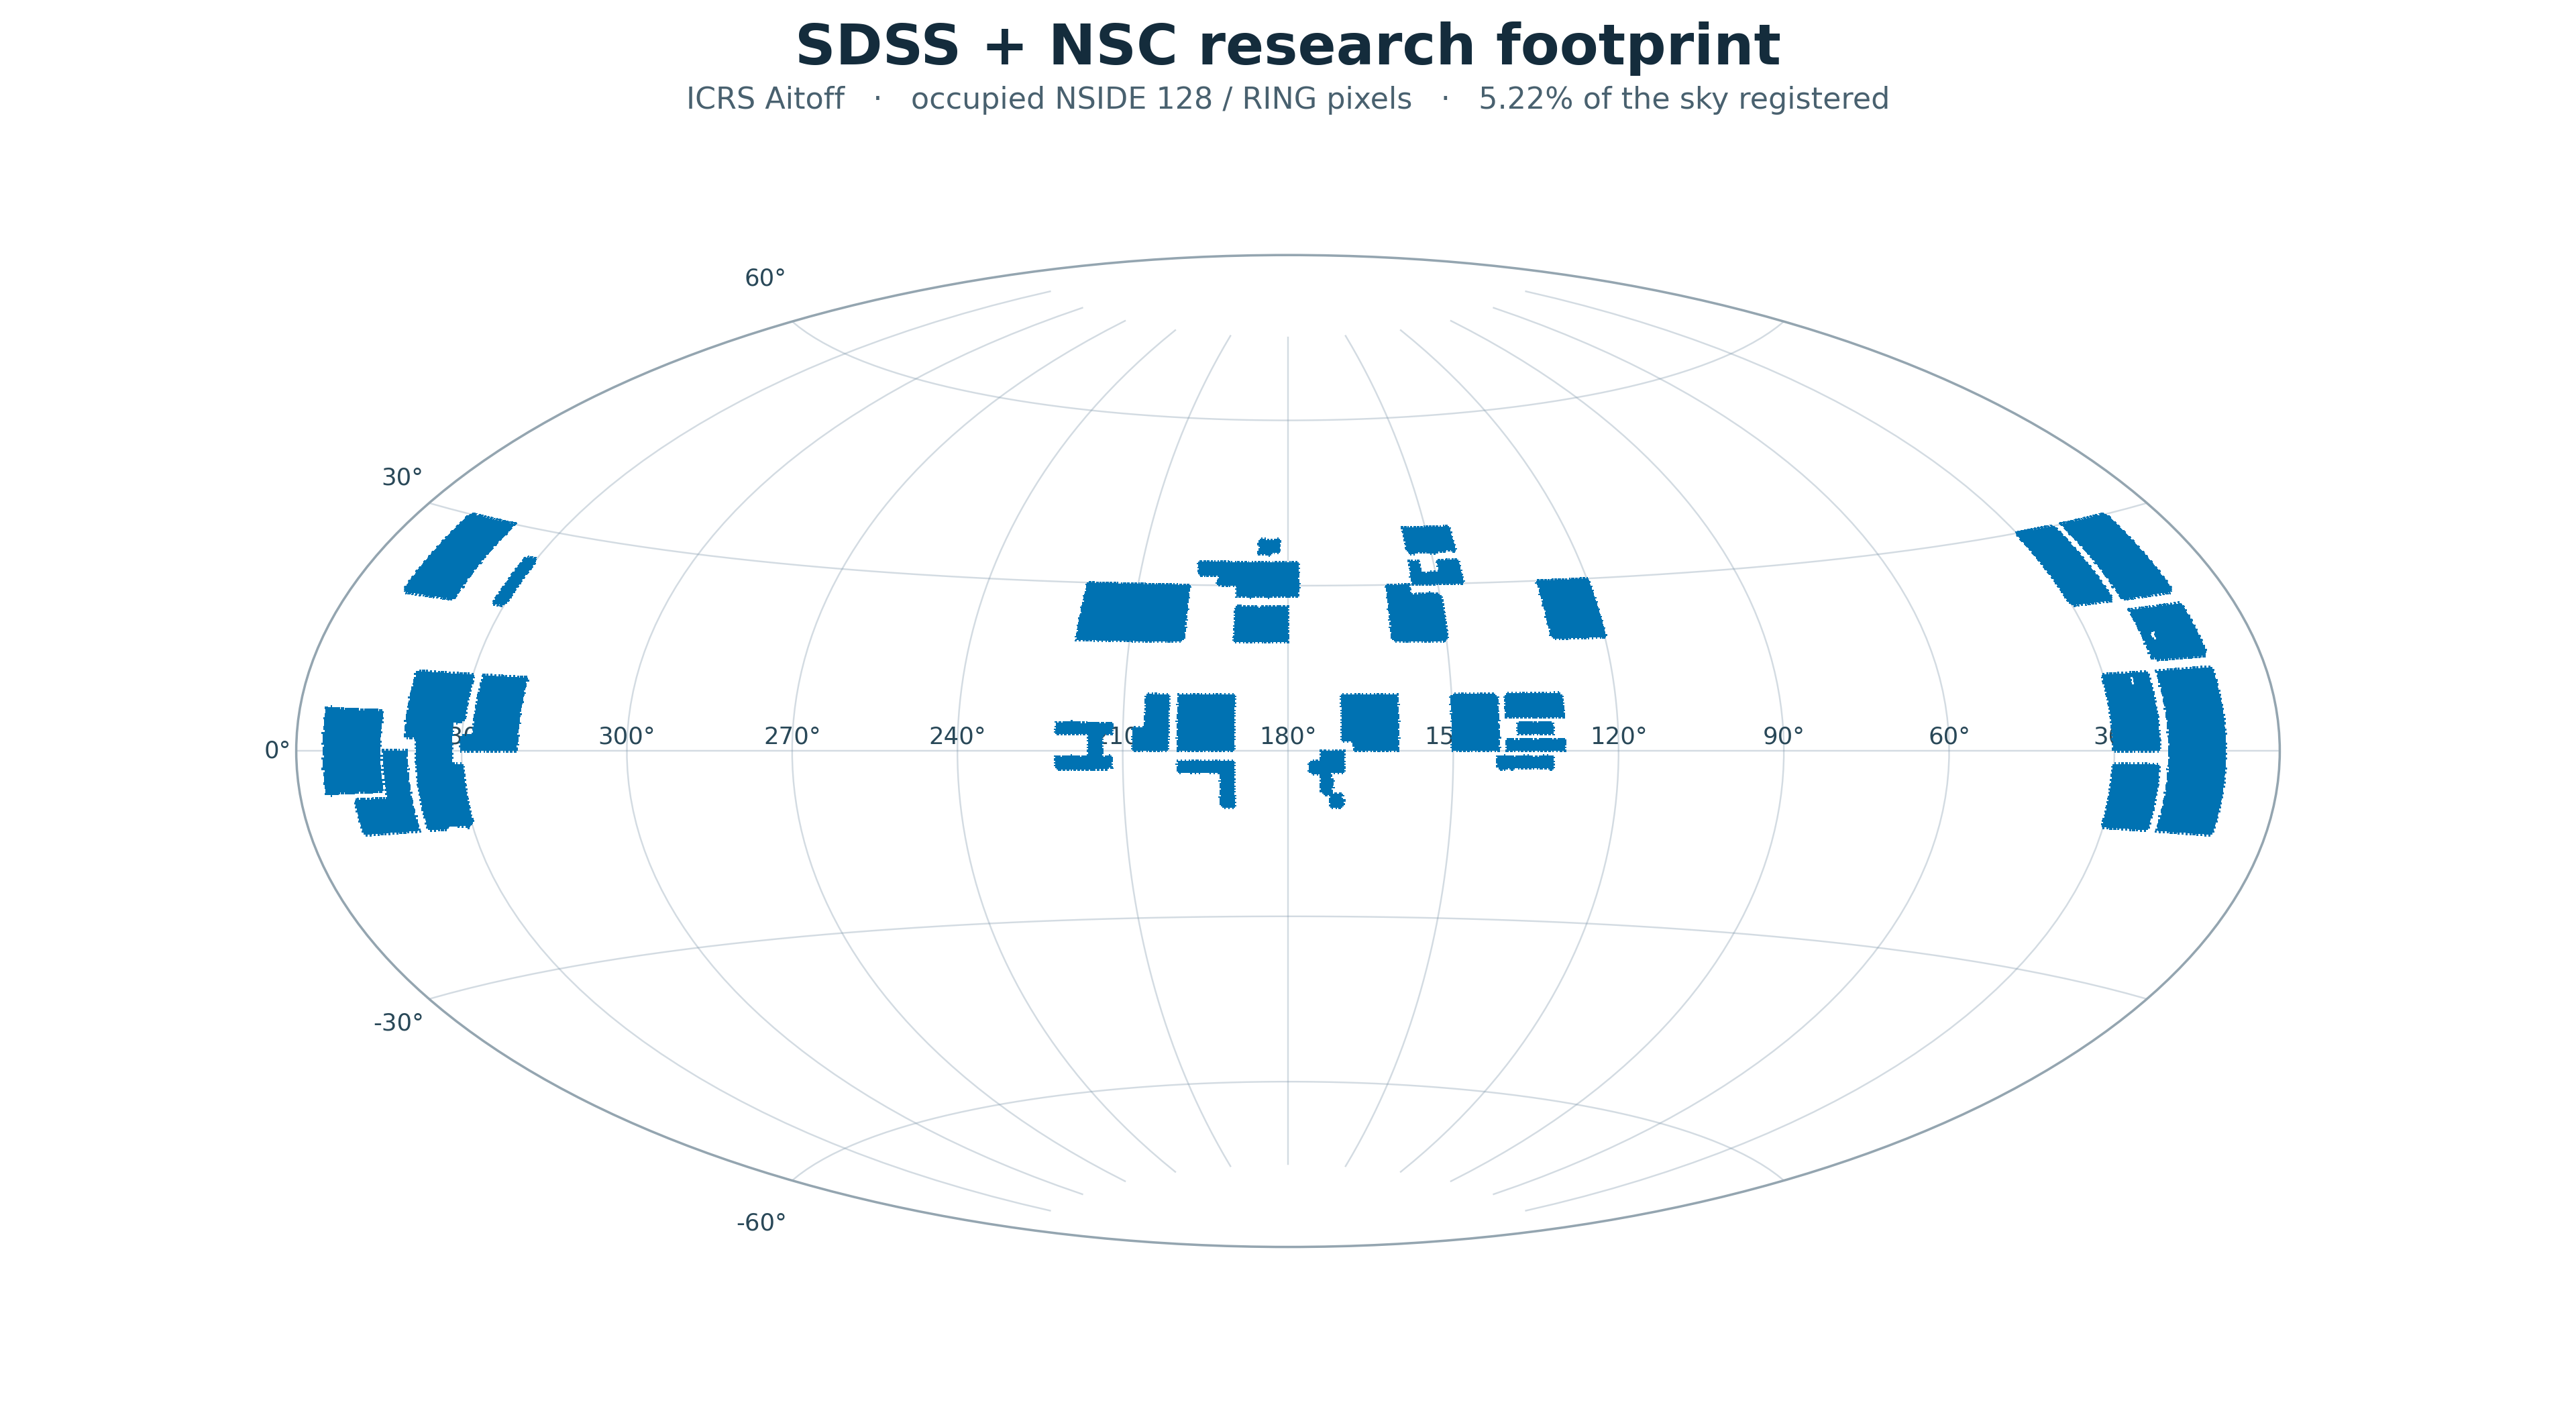 SDSS + NSC research footprint
ICRS Aitoff · occupied NSIDE 128 / RING pixels · 5.22% of the sky registered
60°
30°
0° 300° 270° 240° 180° 120° 90° 60°
-30°
-60°